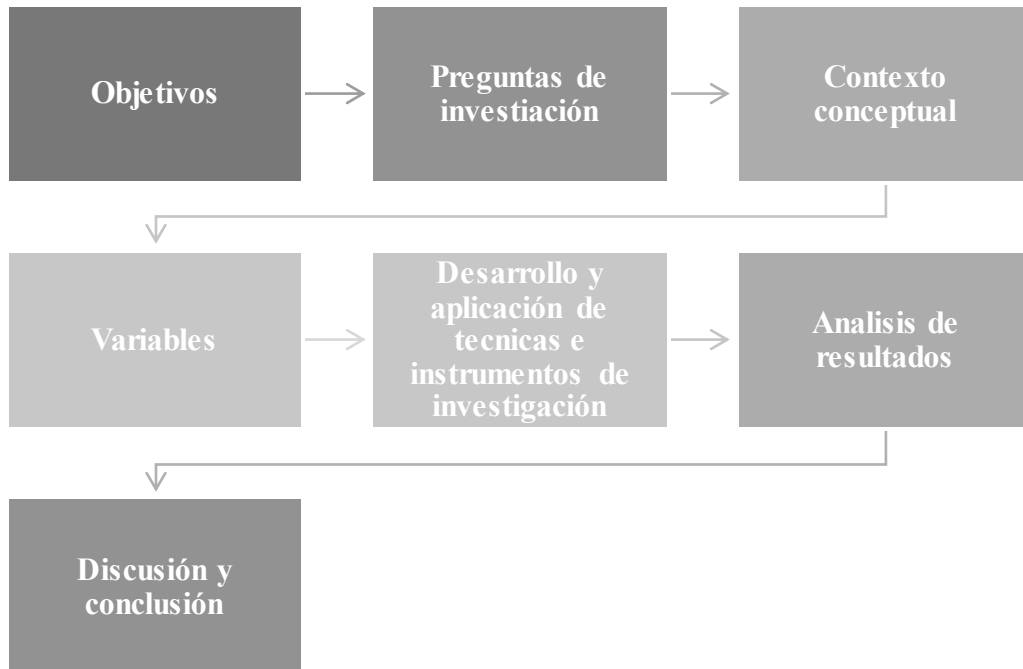 Objetivos
Preguntas de
investiación
Contexto
conceptual
Variables
Desarrollo y
aplicación de
tecnicas e
instrumentos de
investigación
Analisis de
resultados
Discusión y
conclusión